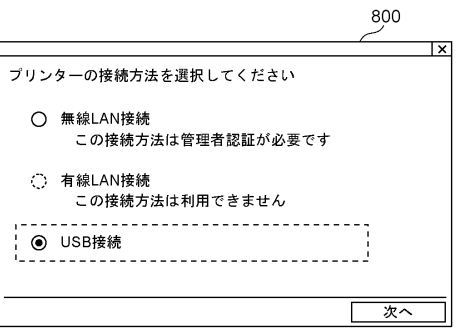 800
×
プリンターの接続方法を選択してください
無線LAN接続
この接続方法は管理者認証が必要です
有線LAN接続
この接続方法は利用できません
USB接続
次へ